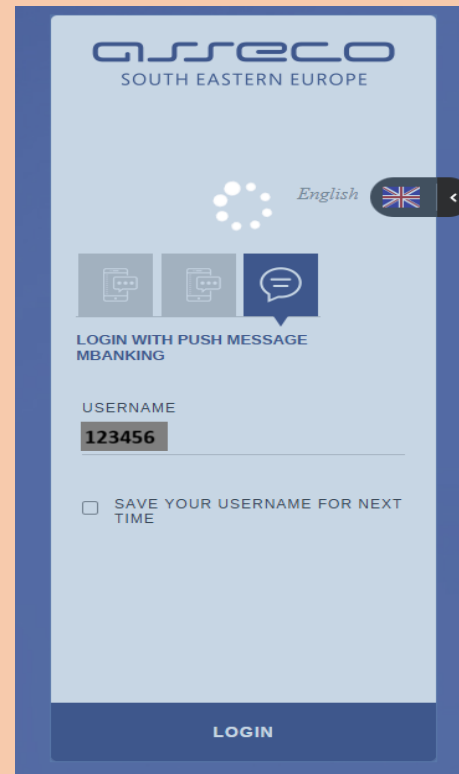 asseco
SOUTH EASTERN EUROPE
English
LOGIN WITH PUSH MESSAGE
MBANKING
USERNAME
123456
SAVE YOUR USERNAME FOR NEXT
TIME
LOGIN